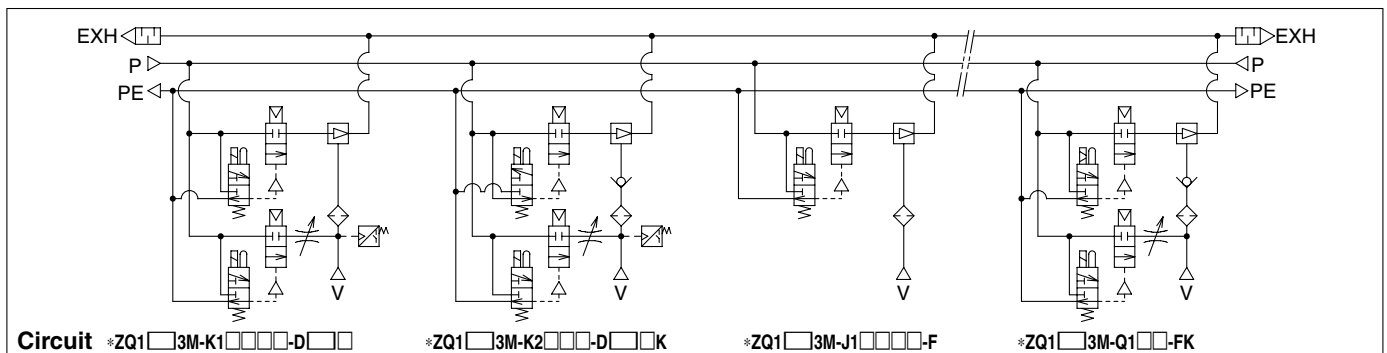 EXH EXH
P P
PE PE
V V V V
Circuit *ZQ1□3M-K1□□□□-D□□ *ZQ1□3M-K2□□□-D□□K *ZQ1□3M-J1□□□□-F *ZQ1□3M-Q1□□-FK